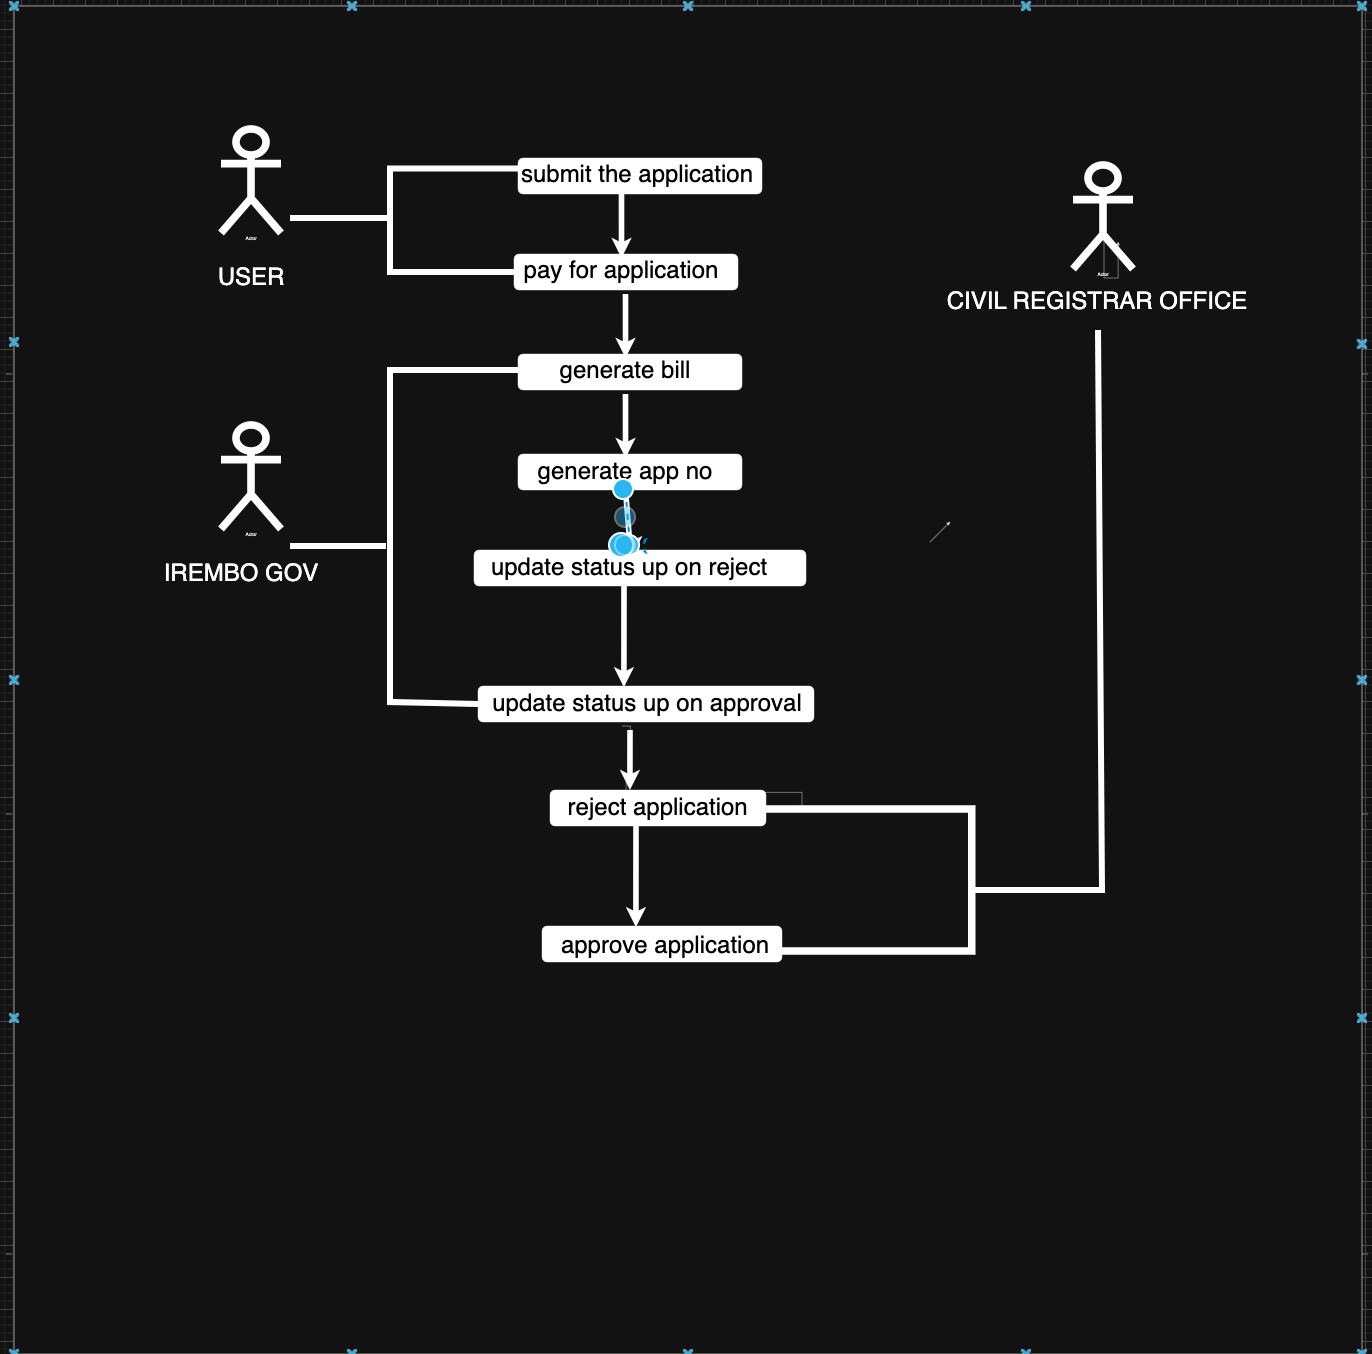 submit the application
Actor
USER
pay for application
Actor
CIVIL REGISTRAR OFFICE
generate bill
generate app no
Actor
IREMBO GOV
update status up on reject
update status up on approval
reject application
approve application